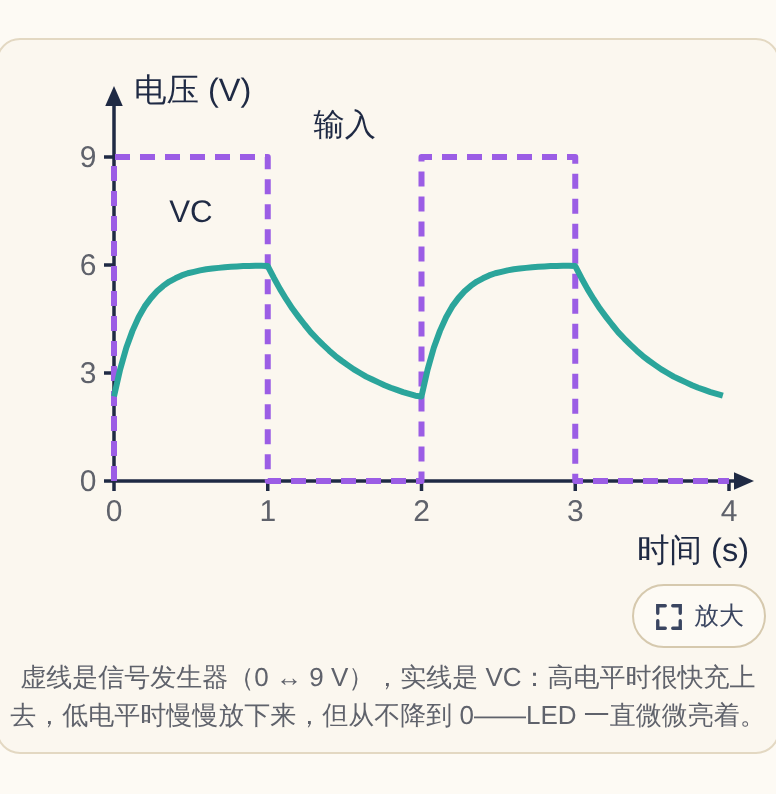 电压 (V)
输入
9
VC
6
3
0
0 1 2 3 4
时间 (s)
放大
虚线是信号发生器（0 ↔ 9 V），实线是 VC：高电平时很快充上
去，低电平时慢慢放下来，但从不降到 0——LED 一直微微亮着。